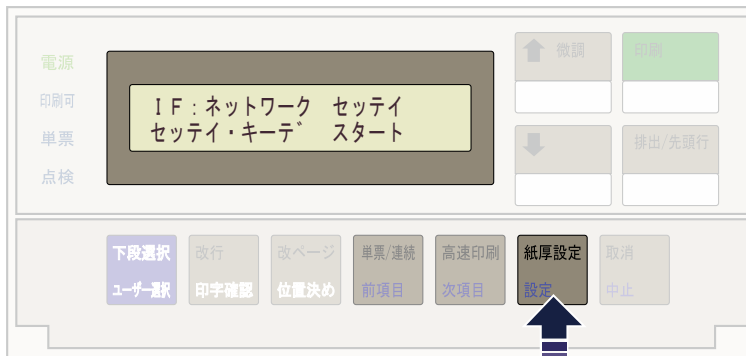 電源
印刷可
単票
点検
IF:ネットワーク セッテイ
セッテイ・キーデ スタート
微調
印刷
排出/先頭行
下段選択
ユーザー選択
改行
印字確認
改ページ
位置決め
単票/連続
前項目
高速印刷
次項目
紙厚設定
設定
取消
中止